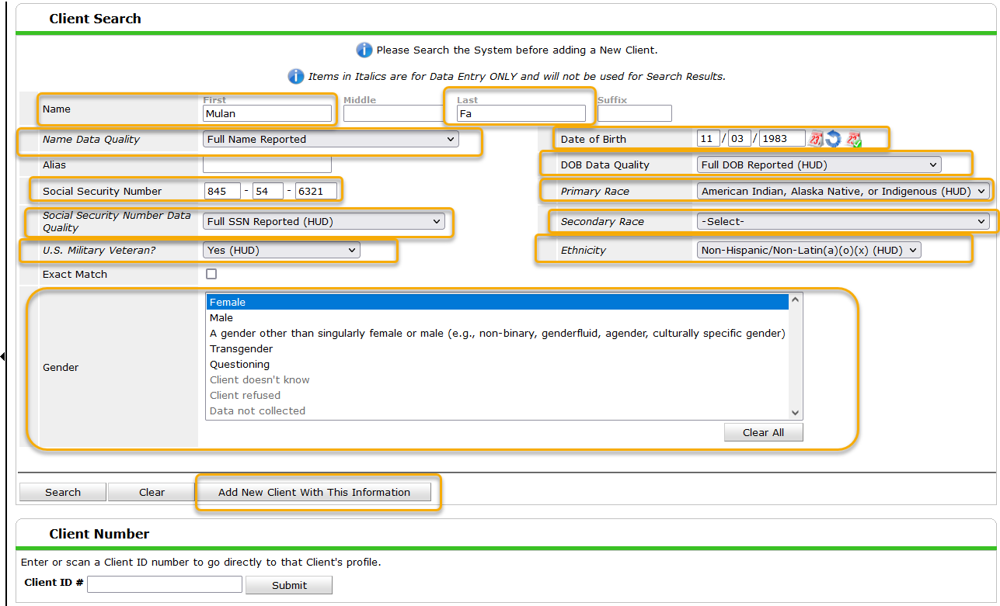 Client Search
Please Search the System before adding a New Client.
Items in Italics are for Data Entry ONLY and will not be used for Search Results.
Name First Mulan Middle Last Fa Suffix
Name Data Quality Full Name Reported Date of Birth 11 / 03 / 1983 23 23
Alias DOB Data Quality Full DOB Reported (HUD)
Social Security Number 845 - 54 - 6321 Primary Race American Indian, Alaska Native, or Indigenous (HUD)
Social Security Number Data
Quality Full SSN Reported (HUD) Secondary Race -Select-
U.S. Military Veteran? Yes (HUD) Ethnicity Non-Hispanic/Non-Latin(a)(o)(x) (HUD)
Exact Match
Gender
Female
Male
A gender other than singularly female or male (e.g., non-binary, genderfluid, agender, culturally specific gender)
Transgender
Questioning
Client doesn't know
Client refused
Data not collected
Clear All
Search Clear Add New Client With This Information
Client Number
Enter or scan a Client ID number to go directly to that Client's profile.
Client ID # Submit